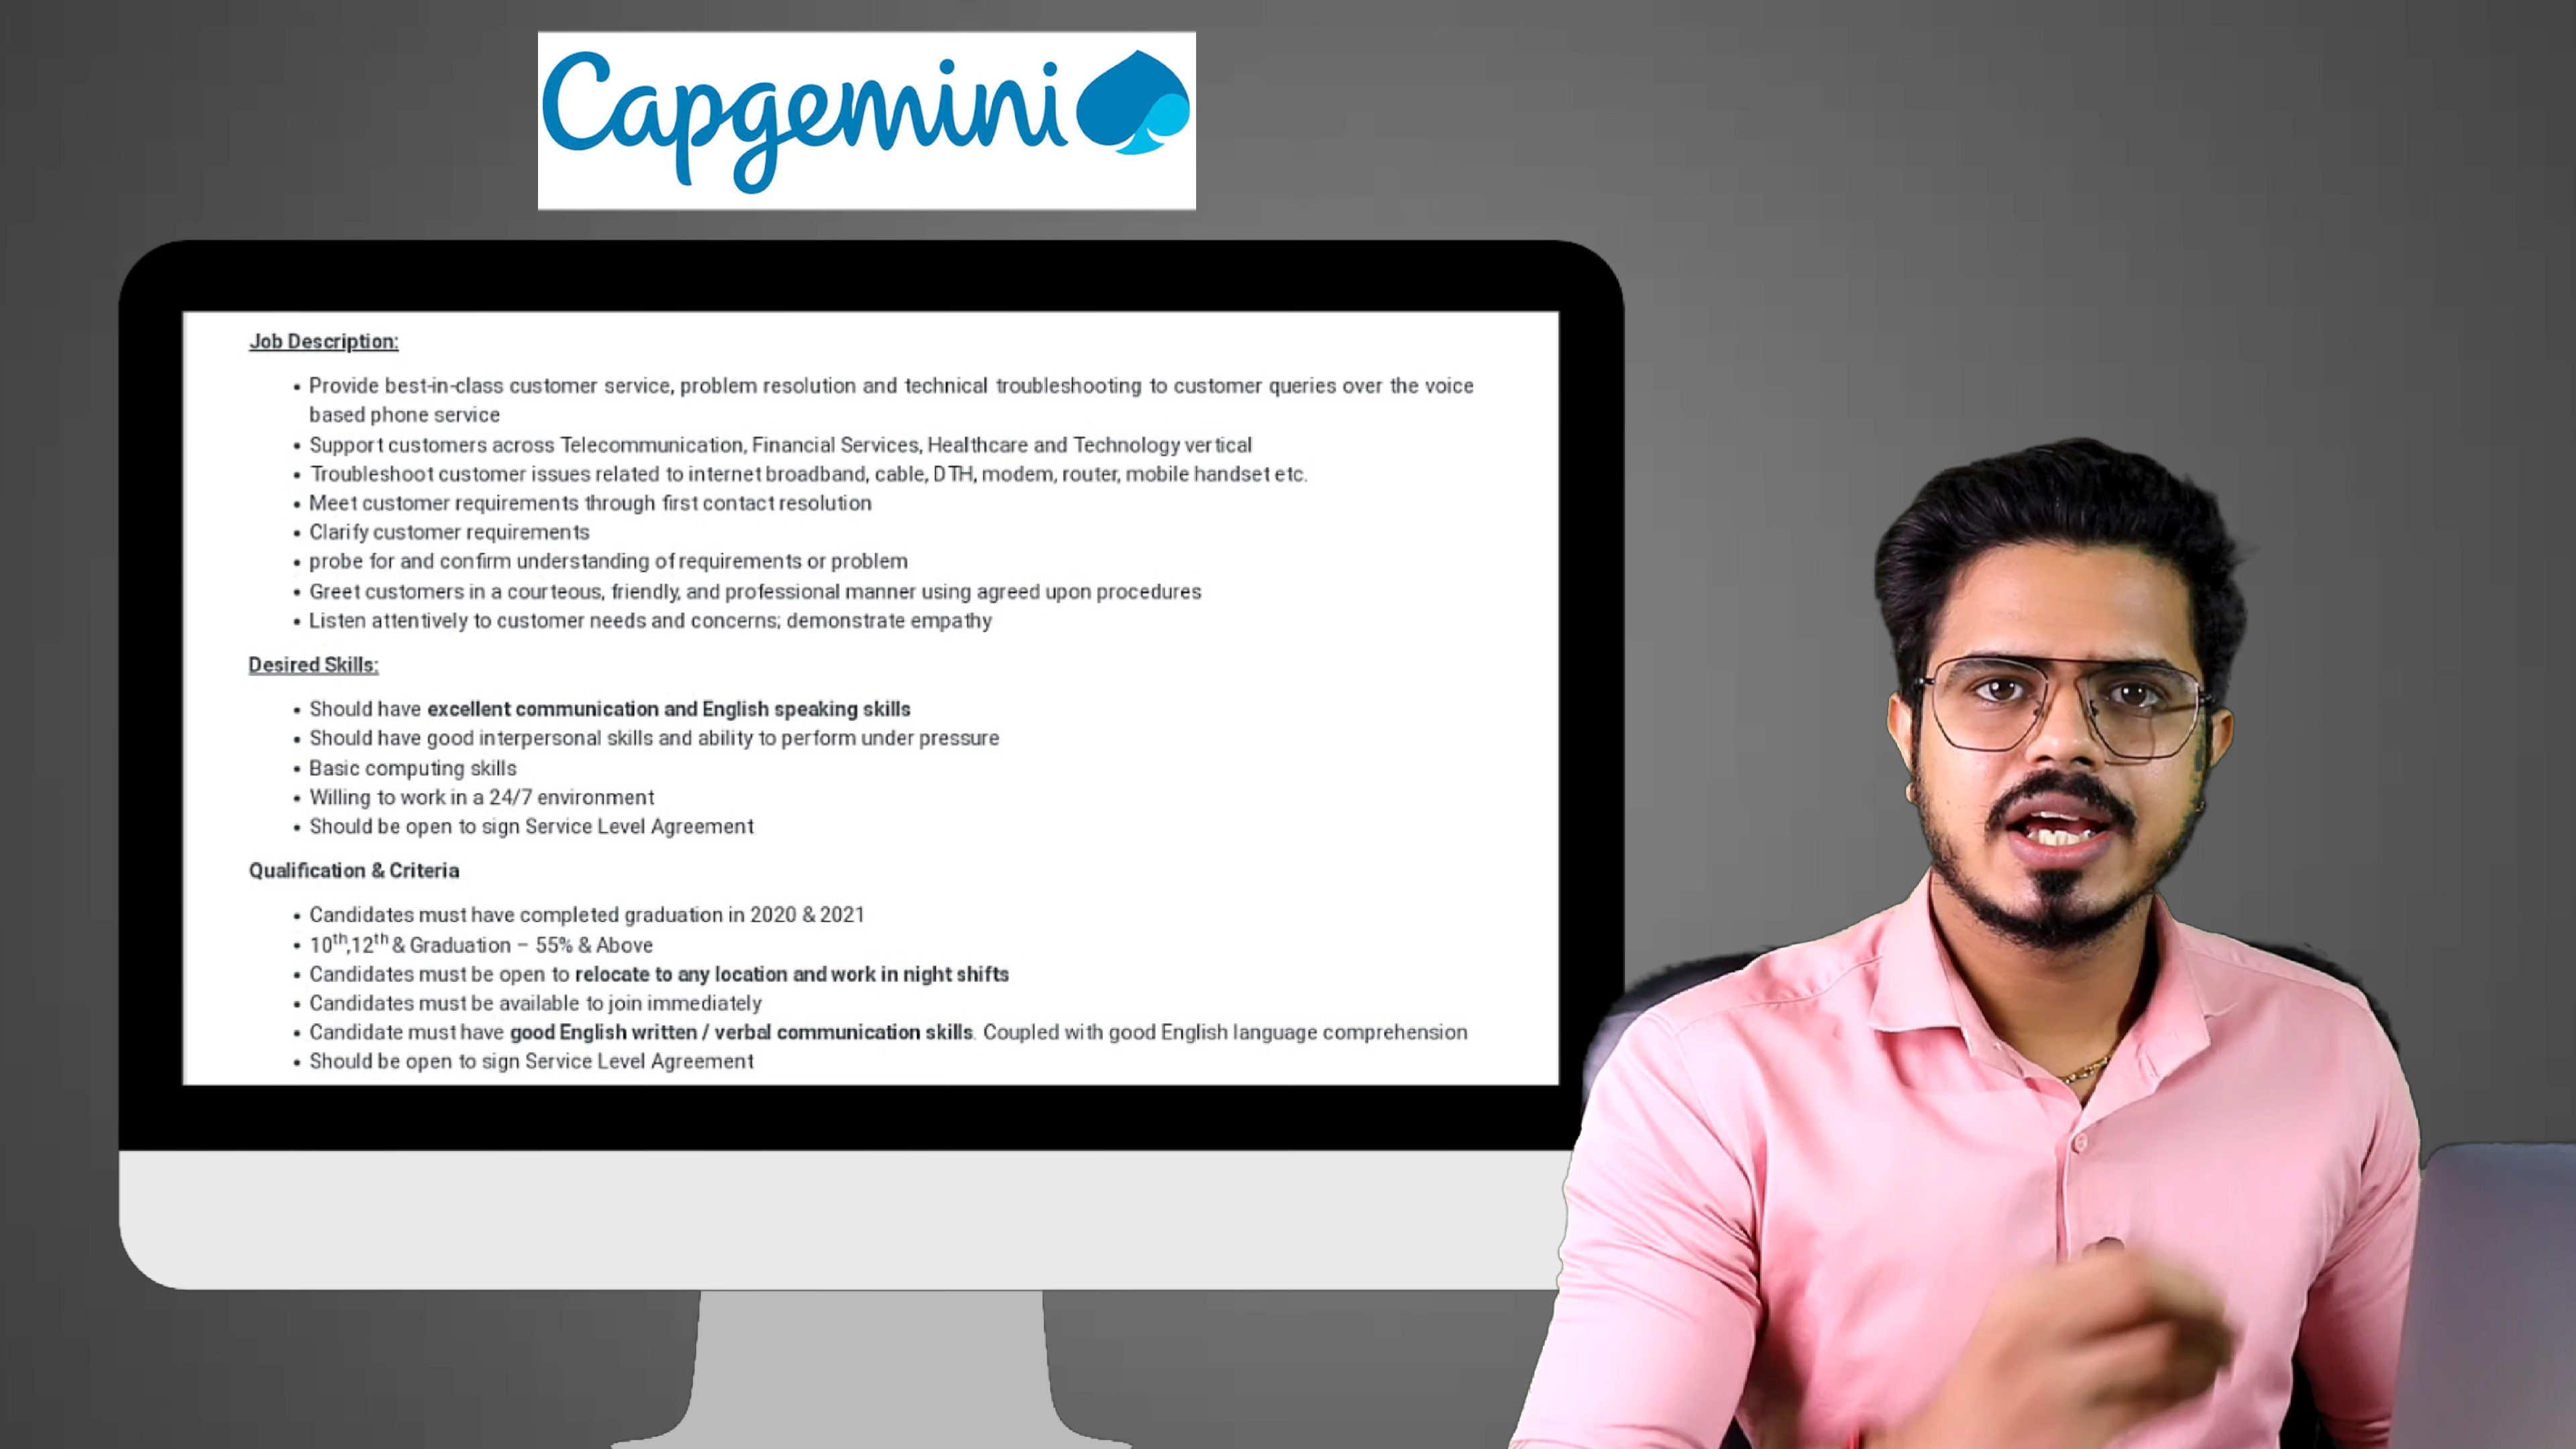 Capgemini
Job Description:
• Provide best-in-class customer service, problem resolution and technical troubleshooting to customer queries over the voice
based phone service
• Support customers across Telecommunication, Financial Services, Healthcare and Technology vertical
• Troubleshoot customer issues related to internet broadband, cable, DTH, modem, router, mobile handset etc.
• Meet customer requirements through first contact resolution
• Clarify customer requirements
• probe for and confirm understanding of requirements or problem
• Greet customers in a courteous, friendly, and professional manner using agreed upon procedures
• Listen attentively to customer needs and concerns; demonstrate empathy
Desired Skills:
• Should have excellent communication and English speaking skills
• Should have good interpersonal skills and ability to perform under pressure
• Basic computing skills
• Willing to work in a 24/7 environment
• Should be open to sign Service Level Agreement
Qualification & Criteria
• Candidates must have completed graduation in 2020 & 2021
• 10th,12th & Graduation – 55% & Above
• Candidates must be open to relocate to any location and work in night shifts
• Candidates must be available to join immediately
• Candidate must have good English written / verbal communication skills. Coupled with good English language comprehension
• Should be open to sign Service Level Agreement